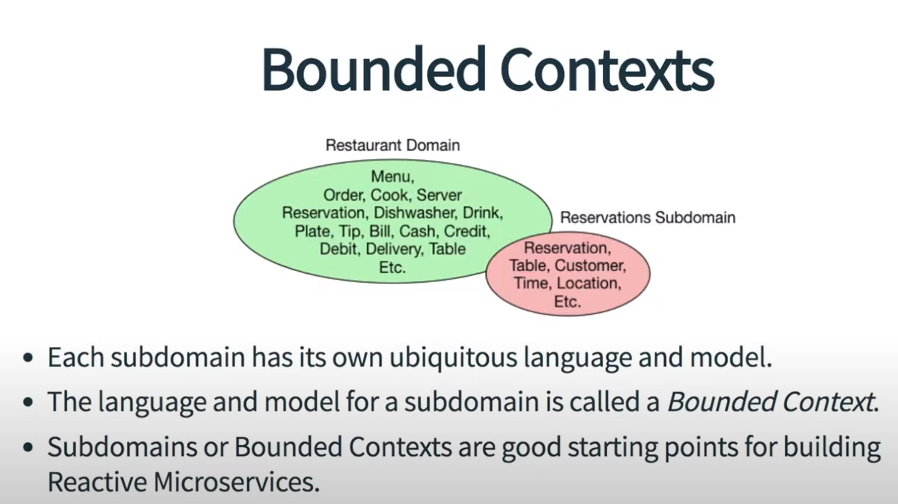 Bounded Contexts
Restaurant Domain
Menu,
Order, Cook, Server
Reservation, Dishwasher, Drink,
Plate, Tip, Bill, Cash, Credit,
Debit, Delivery, Table
Etc.
Reservations Subdomain
Reservation,
Table, Customer,
Time, Location,
Etc.
• Each subdomain has its own ubiquitous language and model.
• The language and model for a subdomain is called a Bounded Context.
• Subdomains or Bounded Contexts are good starting points for building
Reactive Microservices.